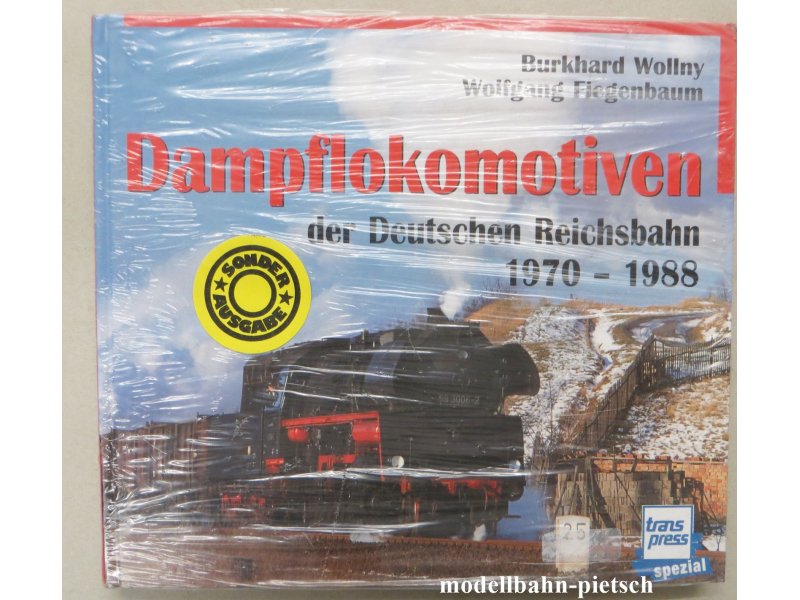 Burkhard Wollny
Wolfgang Fiegenbaum
Dampflokomotiven
der Deutschen Reichsbahn
1970 - 1988
SONDER
AUSGABE
25
trans
press
spezial
modellbahn-pietsch